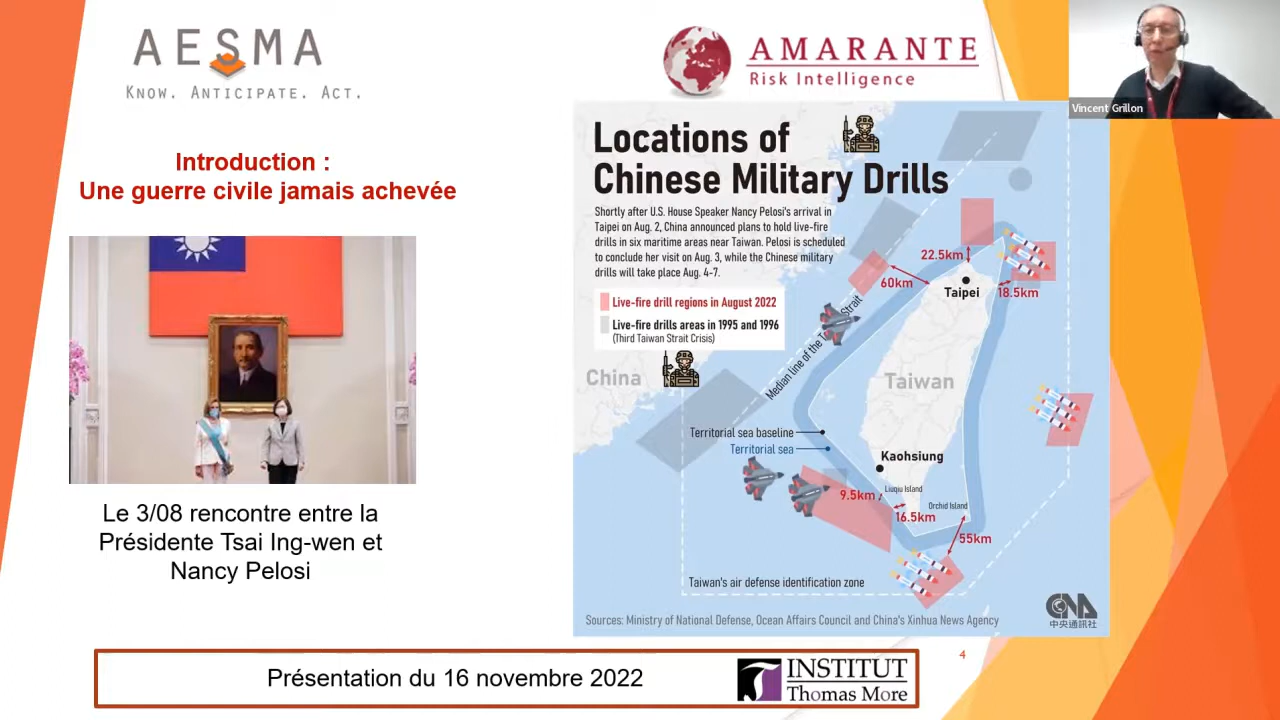 AESMA
KNOW. ANTICIPATE. ACT.
AMARANTE
Risk Intelligence
Vincent Grillon
Introduction :
Une guerre civile jamais achevée
Le 3/08 rencontre entre la
Présidente Tsai Ing-wen et
Nancy Pelosi
Locations of
Chinese Military Drills
Shortly after U.S. House Speaker Nancy Pelosi's arrival in
Taipei on Aug. 2, China announced plans to hold live-fire
drills in six maritime areas near Taiwan. Pelosi is scheduled
to conclude her visit on Aug. 3, while the Chinese military
drills will take place Aug. 4-7.
Live-fire drill regions in August 2022
Live-fire drills areas in 1995 and 1996
(Third Taiwan Strait Crisis)
22.5km
60km
Taipei
18.5km
Median line of the
Strait
China
Taiwan
Territorial sea baseline
Territorial sea
Kaohsiung
9.5km
Liuqiu Island
16.5km
Orchid Island
55km
Taiwan's air defense identification zone
CNA
中央通訊社
Sources: Ministry of National Defense, Ocean Affairs Council and China's Xinhua News Agency
Présentation du 16 novembre 2022
INSTITUT
Thomas More
4